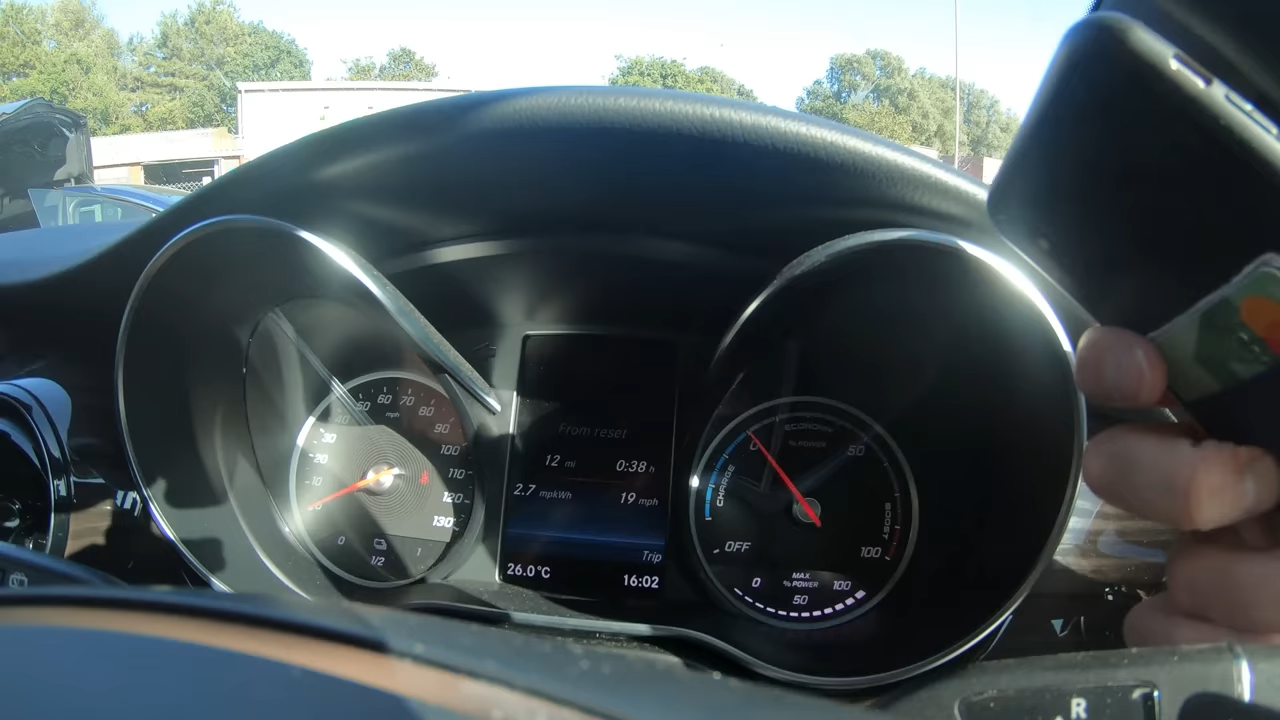 50 60 70 80 90 100 110 120 130
mph
40
30
20
10
0
0 1/2 1
From reset
12 mi 0:38 h
2.7 mpkWh 19 mph
Trip
26.0°C 16:02
ECONOMY
% POWER
0 50
CHARGE
BOOST
OFF 100
MAX.
% POWER
0 50 100
R